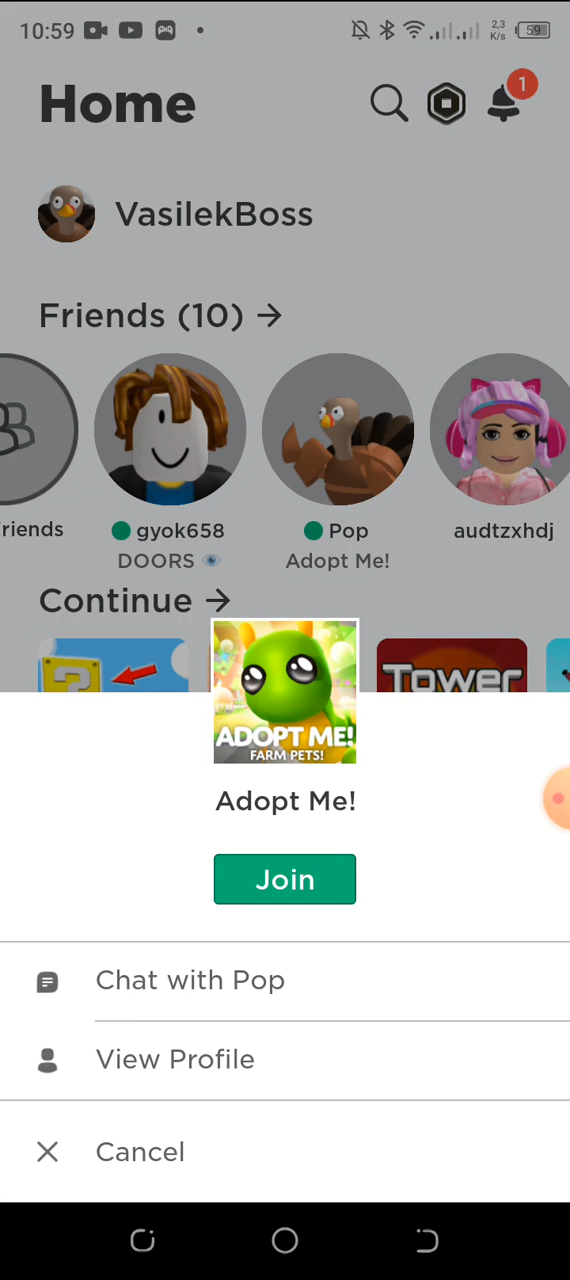 10:59
2,3
K/s
59
Home
1
VasilekBoss
Friends (10) →
riends
gyok658
Pop
audtzxhdj
DOORS 👁
Adopt Me!
Continue →
?
Tower
ADOPT ME!
FARM PETS!
Adopt Me!
Join
Chat with Pop
View Profile
Cancel